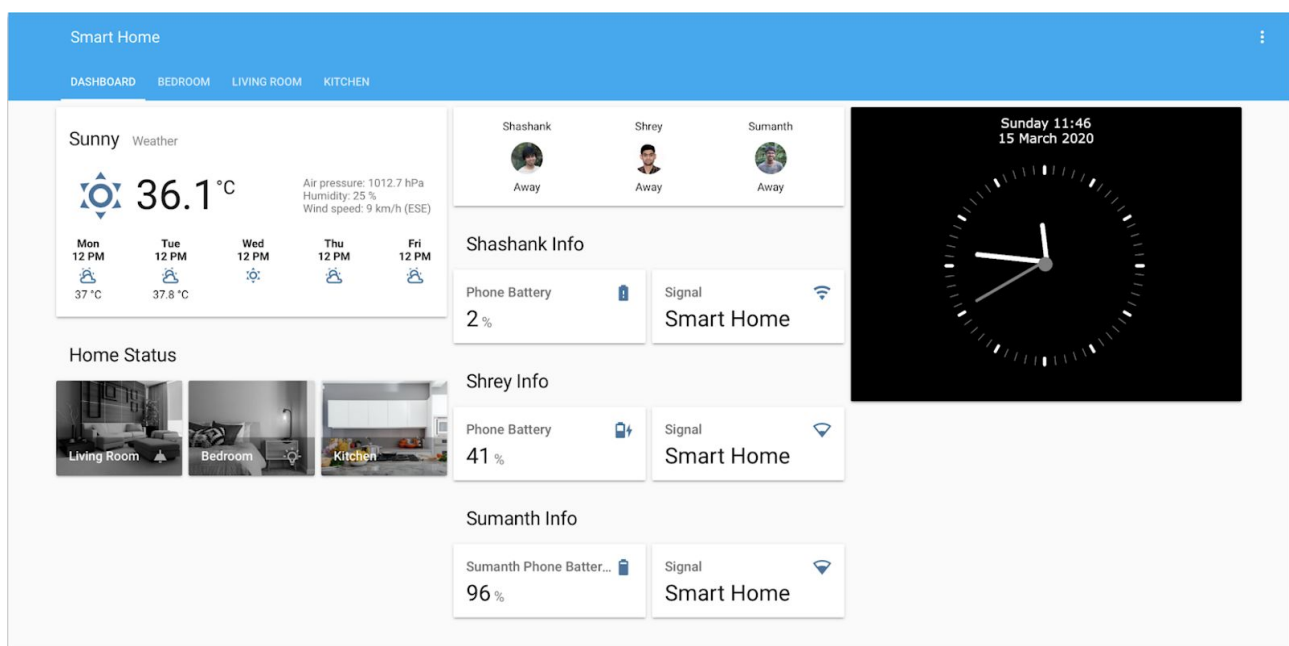 Smart Home
DASHBOARD BEDROOM LIVING ROOM KITCHEN
Sunny Weather
36.1°C
Air pressure: 1012.7 hPa
Humidity: 25 %
Wind speed: 9 km/h (ESE)
Mon Tue Wed Thu Fri
12 PM 12 PM 12 PM 12 PM 12 PM
37 °C 37.8 °C
Home Status
Living Room Bedroom Kitchen
Shashank Shrey Sumanth
Away Away Away
Shashank Info
Phone Battery
2 %
Signal
Smart Home
Shrey Info
Phone Battery
41 %
Signal
Smart Home
Sumanth Info
Sumanth Phone Batter...
96 %
Signal
Smart Home
Sunday 11:46
15 March 2020